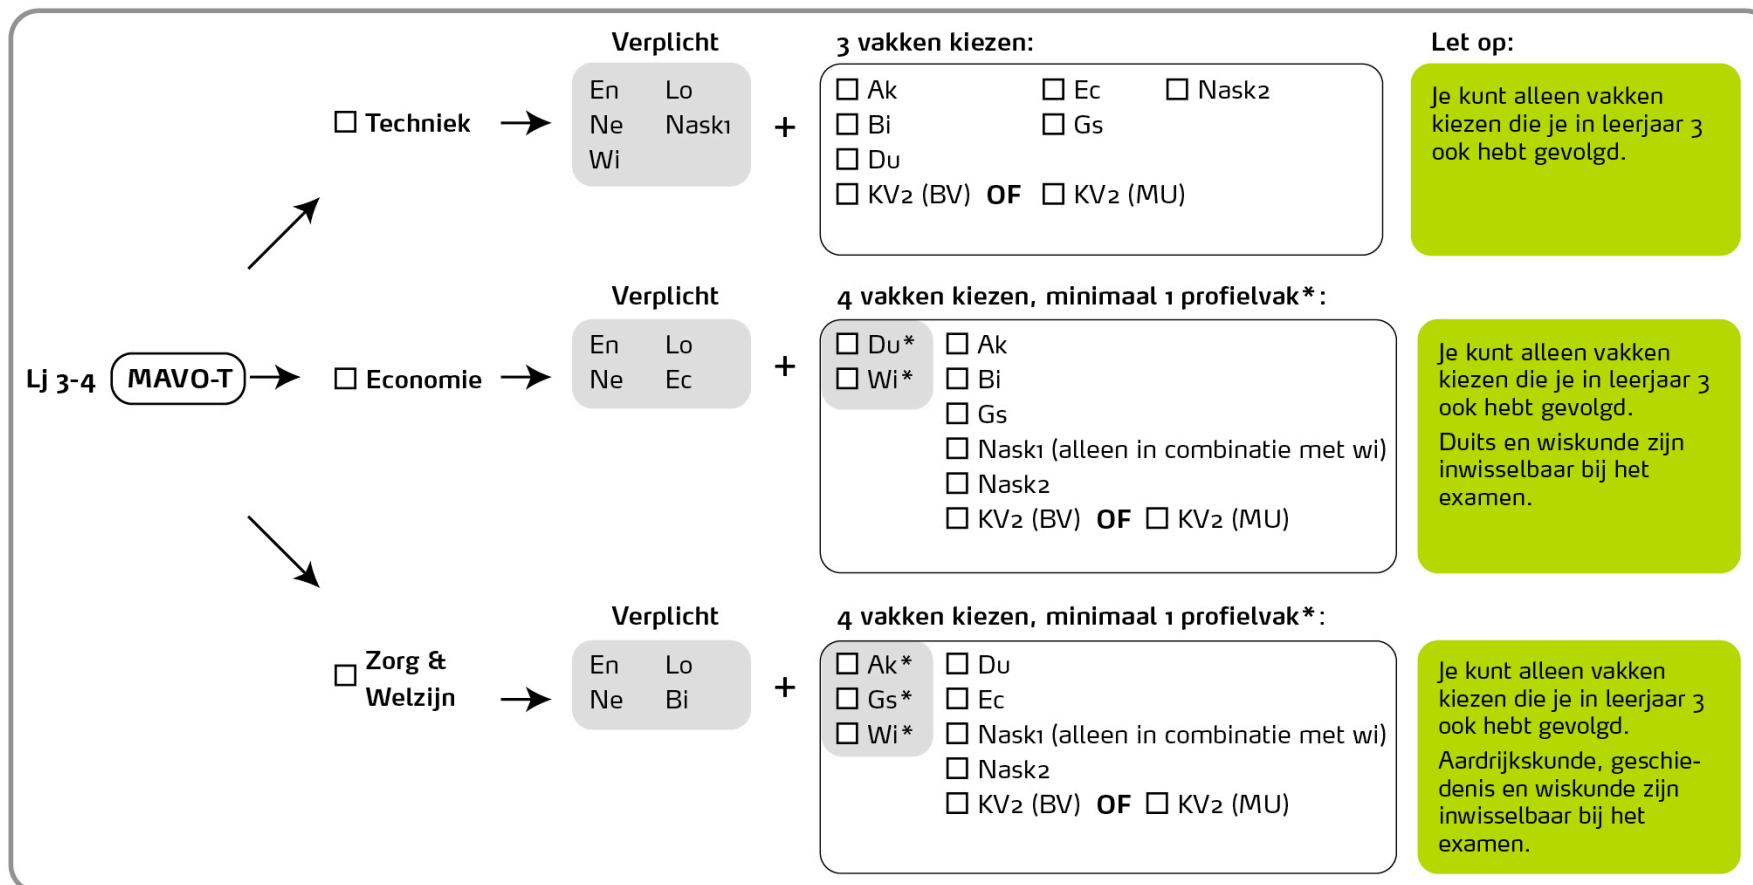 Lj 3-4 MAVO-T
Techniek
Verplicht
En Lo
Ne Nask1
Wi
+
3 vakken kiezen:
Ak Ec Nask2
Bi Gs
Du
KV2 (BV) OF KV2 (MU)
Let op:
Je kunt alleen vakken
kiezen die je in leerjaar 3
ook hebt gevolgd.
Economie
Verplicht
En Lo
Ne Ec
+
4 vakken kiezen, minimaal 1 profielvak*:
Du* Ak
Wi* Bi
Gs
Nask1 (alleen in combinatie met wi)
Nask2
KV2 (BV) OF KV2 (MU)
Je kunt alleen vakken
kiezen die je in leerjaar 3
ook hebt gevolgd.
Duits en wiskunde zijn
inwisselbaar bij het
examen.
Zorg &
Welzijn
Verplicht
En Lo
Ne Bi
+
4 vakken kiezen, minimaal 1 profielvak*:
Ak* Du
Gs* Ec
Wi* Nask1 (alleen in combinatie met wi)
Nask2
KV2 (BV) OF KV2 (MU)
Je kunt alleen vakken
kiezen die je in leerjaar 3
ook hebt gevolgd.
Aardrijkskunde, geschie-
denis en wiskunde zijn
inwisselbaar bij het
examen.